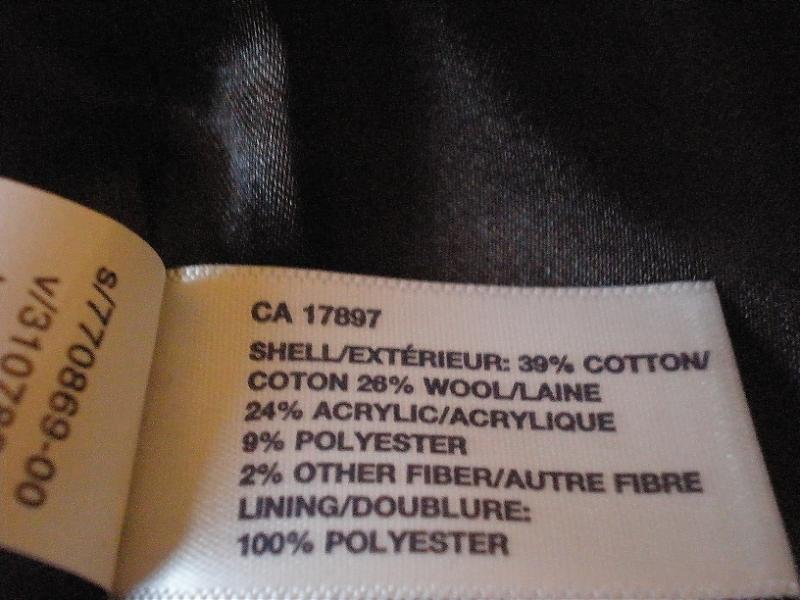 CA 17897
SHELL/EXTÉRIEUR: 39% COTTON/
COTON 26% WOOL/LAINE
24% ACRYLIC/ACRYLIQUE
9% POLYESTER
2% OTHER FIBER/AUTRE FIBRE
LINING/DOUBLURE:
100% POLYESTER
s/770869-00